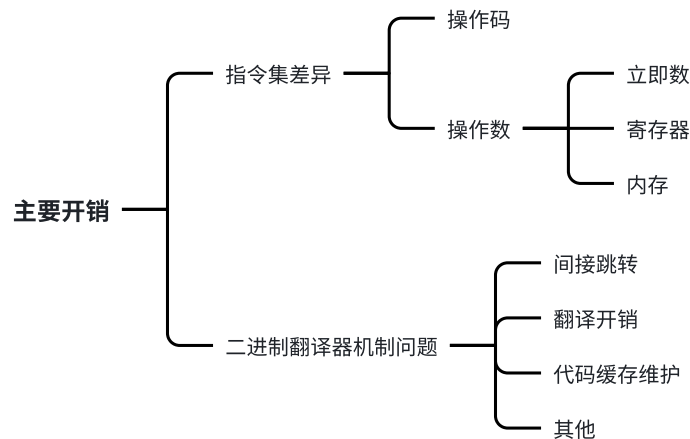 主要开销
指令集差异
操作码
操作数
立即数
寄存器
内存
二进制翻译器机制问题
间接跳转
翻译开销
代码缓存维护
其他